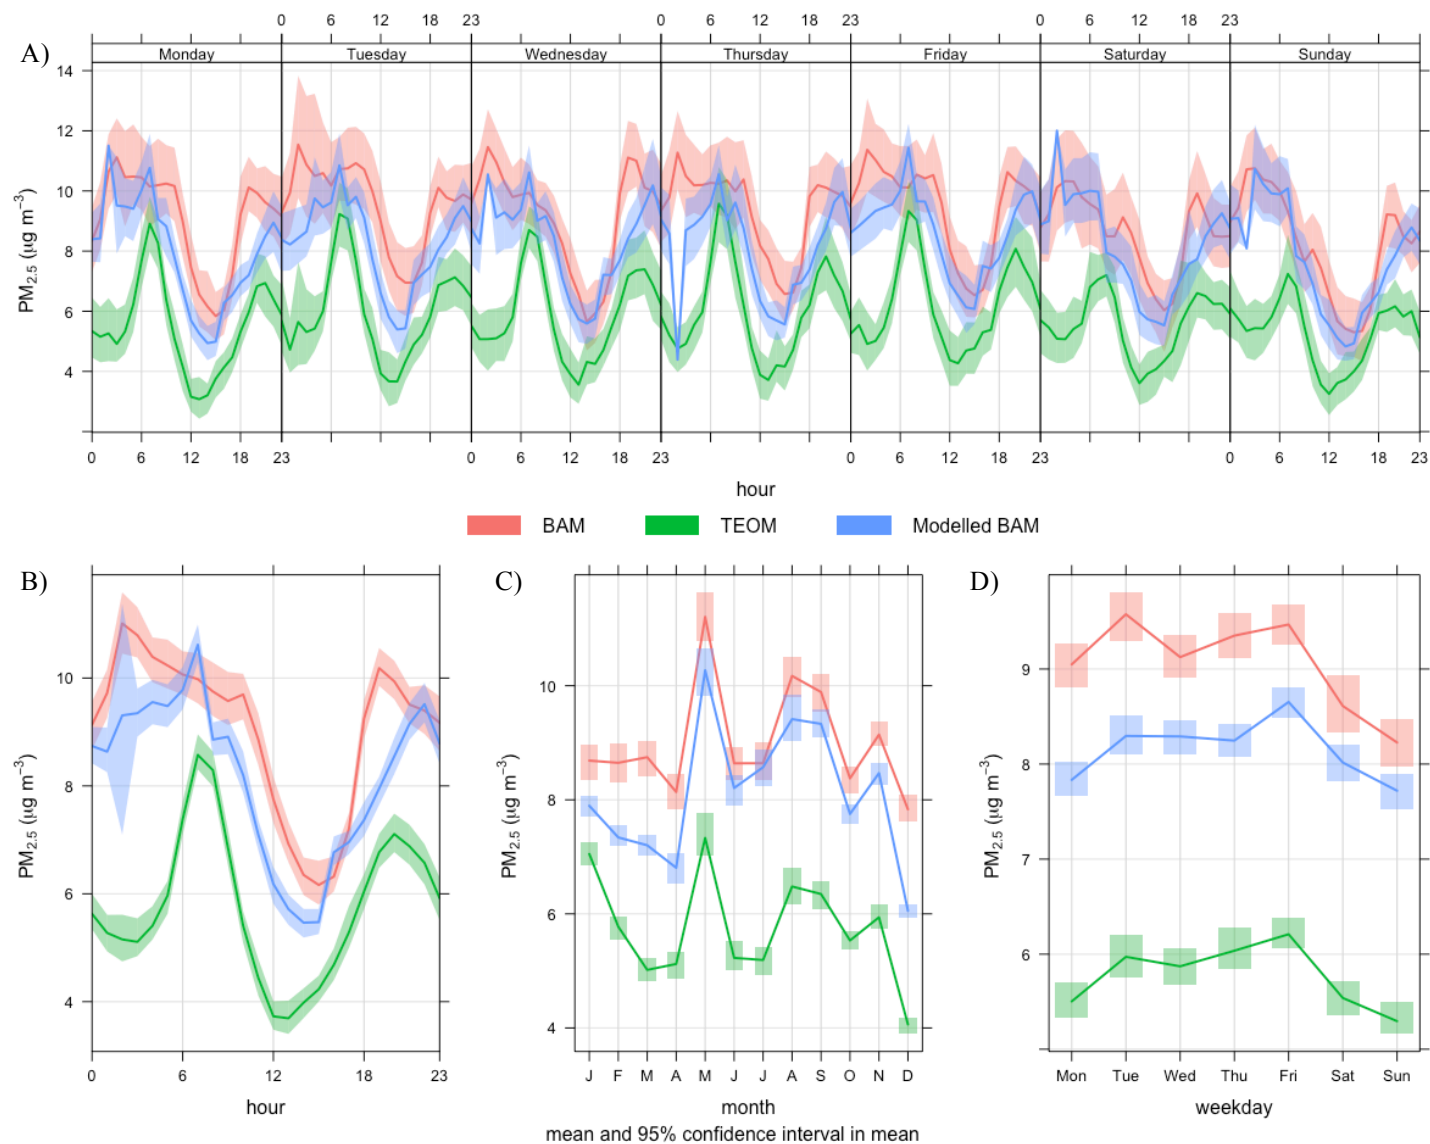 0 6 12 18 23 0 6 12 18 23 0 6 12 18 23
A)
Monday Tuesday Wednesday Thursday Friday Saturday Sunday
14
12
10
8
6
4
PM2.5 (μg m−3)
0 6 12 18 23 0 6 12 18 23 0 6 12 18 23 0 6 12 18 23
hour
BAM TEOM Modelled BAM
B)
10
8
6
4
PM2.5 (μg m−3)
0 6 12 18 23
hour
C)
10
8
6
4
PM2.5 (μg m−3)
J F M A M J J A S O N D
month
mean and 95% confidence interval in mean
D)
9
8
7
6
PM2.5 (μg m−3)
Mon Tue Wed Thu Fri Sat Sun
weekday